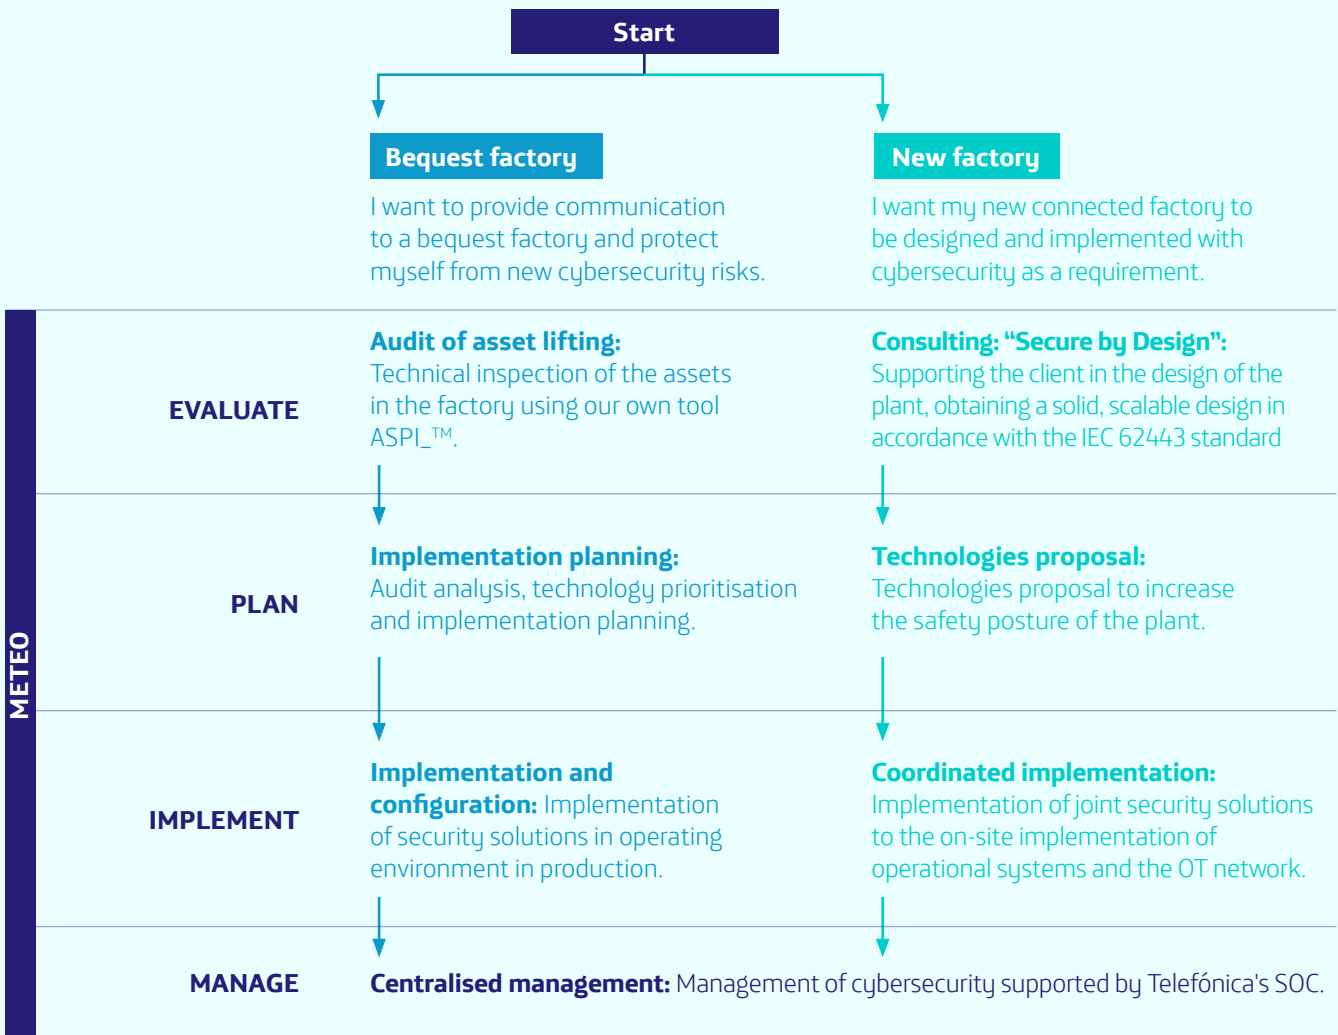 Start
Bequest factory
I want to provide communication
to a bequest factory and protect
myself from new cybersecurity risks.
New factory
I want my new connected factory to
be designed and implemented with
cybersecurity as a requirement.
METEO
EVALUATE
Audit of asset lifting:
Technical inspection of the assets
in the factory using our own tool
ASPI_™.
Consulting: “Secure by Design”:
Supporting the client in the design of the
plant, obtaining a solid, scalable design in
accordance with the IEC 62443 standard
PLAN
Implementation planning:
Audit analysis, technology prioritisation
and implementation planning.
Technologies proposal:
Technologies proposal to increase
the safety posture of the plant.
IMPLEMENT
Implementation and
configuration: Implementation
of security solutions in operating
environment in production.
Coordinated implementation:
Implementation of joint security solutions
to the on-site implementation of
operational systems and the OT network.
MANAGE
Centralised management: Management of cybersecurity supported by Telefónica's SOC.